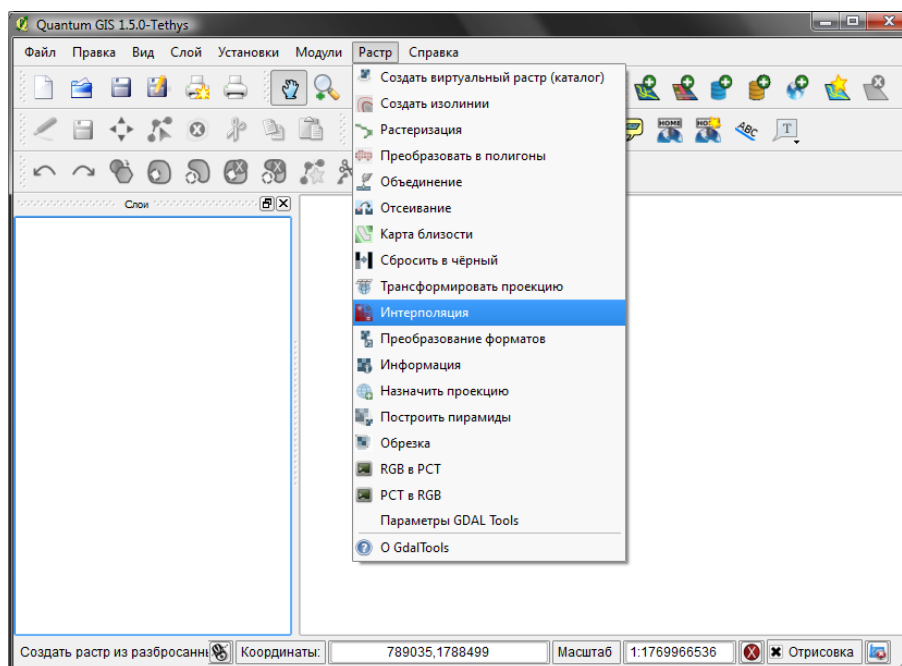 Quantum GIS 1.5.0-Tethys
Файл Правка Вид Слой Установки Модули Растр Справка
Создать виртуальный растр (каталог)
Создать изолинии
Растеризация
Преобразовать в полигоны
Объединение
Отсеивание
Карта близости
Сбросить в чёрный
Трансформировать проекцию
Интерполяция
Преобразование форматов
Информация
Назначить проекцию
Построить пирамиды
Обрезка
RGB в PCT
PCT в RGB
Параметры GDAL Tools
О GdalTools
HOME
ABC
T
Слои
Создать растр из разбросанны
Координаты: 789035,1788499 Масштаб 1:1769966536 Отрисовка